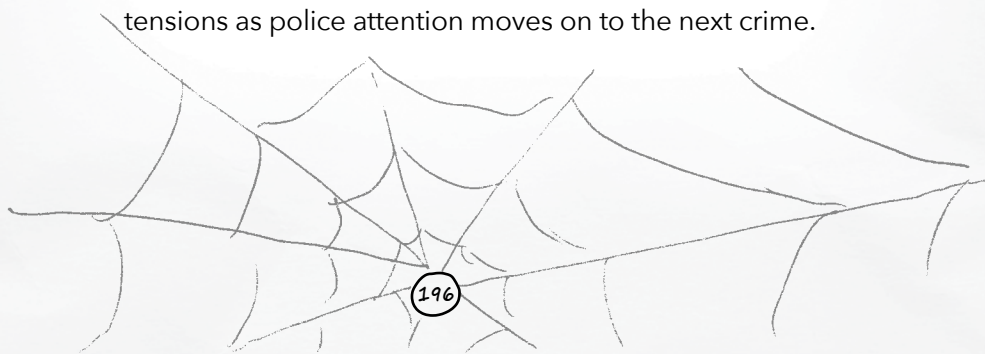 tensions as police attention moves on to the next crime.
196